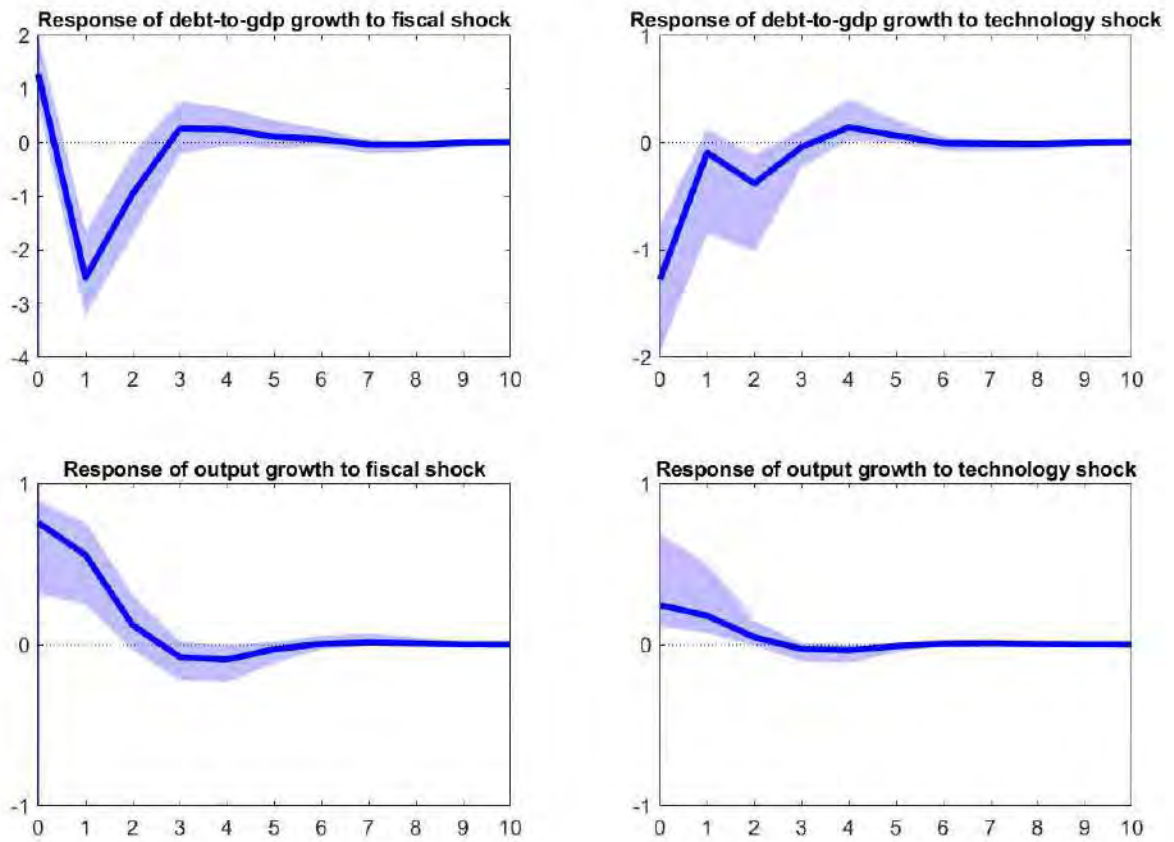 Response of debt-to-gdp growth to fiscal shock
2
1
0
-1
-2
-3
-4
0 1 2 3 4 5 6 7 8 9 10
Response of debt-to-gdp growth to technology shock
1
0
-1
-2
0 1 2 3 4 5 6 7 8 9 10
Response of output growth to fiscal shock
1
0
-1
0 1 2 3 4 5 6 7 8 9 10
Response of output growth to technology shock
1
0
-1
0 1 2 3 4 5 6 7 8 9 10